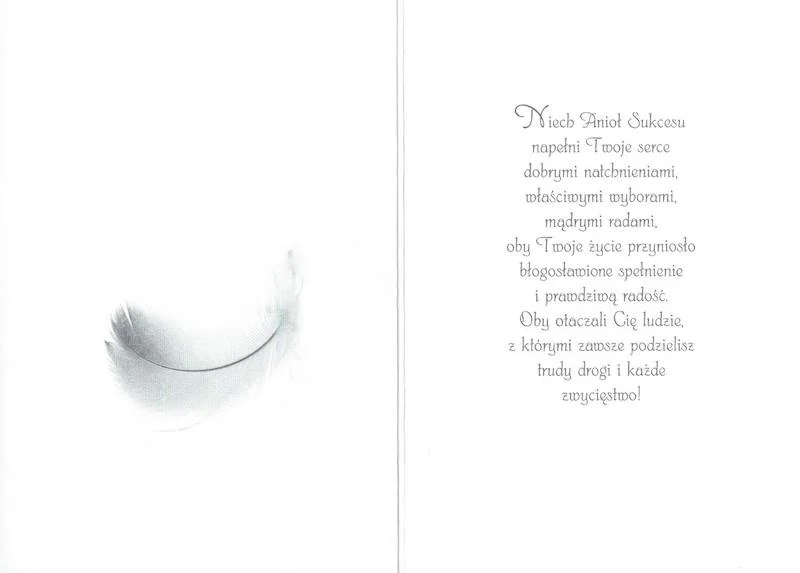 Niech Anioł Sukcesu
napełni Twoje serce
dobrymi natchnieniami,
właściwymi wyborami,
mądrymi radami,
oby Twoje życie przyniosło
błogosławione spełnienie
i prawdziwą radość.
Oby otaczali Cię ludzie,
z którymi zawsze podzielisz
trudy drogi i każde
zwycięstwo!